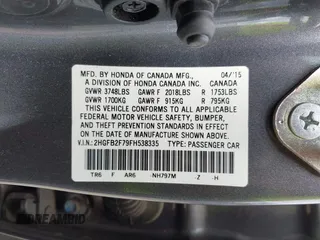 MFD. BY HONDA OF CANADA MFG., 04/15
A DIVISION OF HONDA CANADA INC. CANADA
GVWR 3748LBS GAWR F 2018LBS R 1753LBS
GVWR 1700KG GAWR F 915KG R 795KG
THIS VEHICLE CONFORMS TO ALL APPLICABLE
FEDERAL MOTOR VEHICLE SAFETY, BUMPER,
AND THEFT PREVENTION STANDARDS IN EFFECT
ON THE DATE OF MANUFACTURE SHOWN ABOVE.
V.I.N.: 2HGFB2F79FH538335 TYPE: PASSENGER CAR
TR6 F AR6 NH797M Z H
DREAMBID